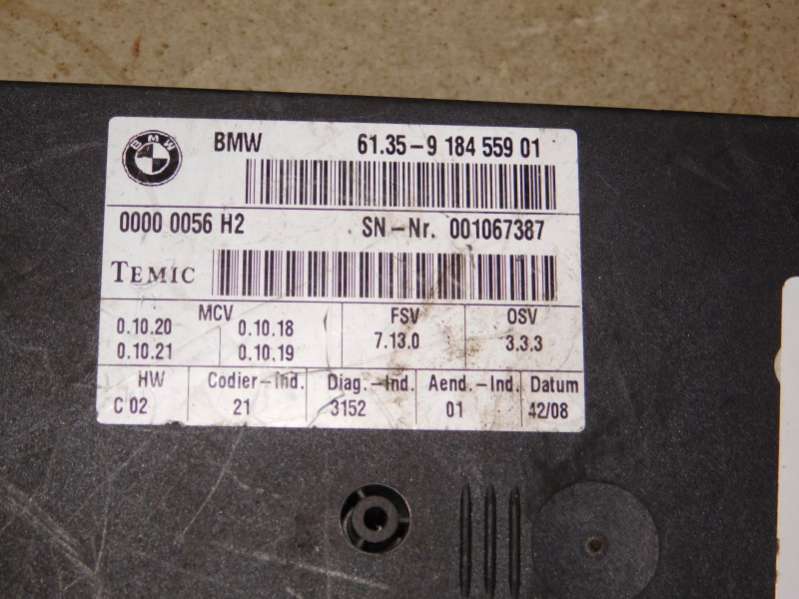 BMW
BMW 61.35-9 184 559 01
0000 0056 H2 SN-Nr. 001067387
TEMIC
MCV FSV OSV
0.10.20 0.10.18 7.13.0 3.3.3
0.10.21 0.10.19
HW Codier-Ind. Diag.-Ind. Aend.-Ind. Datum
C 02 21 3152 01 42/08